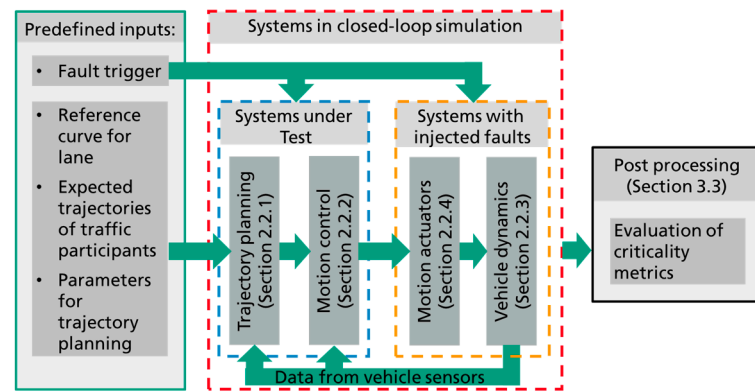 Predefined inputs:
• Fault trigger
• Reference
curve for
lane
• Expected
trajectories
of traffic
participants
• Parameters
for
trajectory
planning
Systems in closed-loop simulation
Systems under
Test
Trajectory planning
(Section 2.2.1)
Motion control
(Section 2.2.2)
Systems with
injected faults
Motion actuators
(Section 2.2.4)
Vehicle dynamics
(Section 2.2.3)
Data from vehicle sensors
Post processing
(Section 3.3)
Evaluation of
criticality
metrics